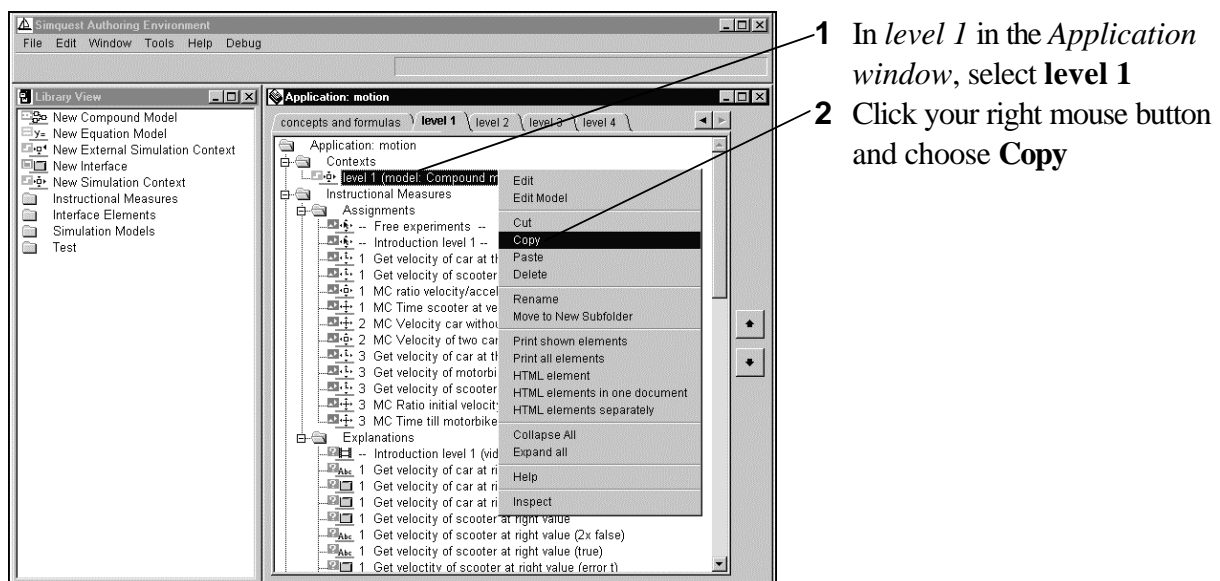 Simquest Authoring Environment
File Edit Window Tools Help Debug
Library View
New Compound Model
y= New Equation Model
New External Simulation Context
New Interface
New Simulation Context
Instructional Measures
Interface Elements
Simulation Models
Test
Application: motion
concepts and formulas level 1 level 2 level 3 level 4
Application: motion
Contexts
level 1 (model: Compound m
Instructional Measures
Assignments
-- Free experiments --
-- Introduction level 1 --
1 Get velocity of car at th
1 Get velocity of scooter
1 MC ratio velocity/accel
1 MC Time scooter at ve
2 MC Velocity car withou
2 MC Velocity of two car
3 Get velocity of car at th
3 Get velocity of motorbi
3 Get velocity of scooter
3 MC Ratio initial velocity
3 MC Time till motorbike
Explanations
-- Introduction level 1 (vid
Abc 1 Get velocity of car at ri
1 Get velocity of car at ri
1 Get velocity of car at ri
1 Get velocity of scooter at right value
Abc 1 Get velocity of scooter at right value (2x false)
Abc 1 Get velocity of scooter at right value (true)
1 Get veloctity of scooter at right value (error t)
Edit
Edit Model
Cut
Copy
Paste
Delete
Rename
Move to New Subfolder
Print shown elements
Print all elements
HTML element
HTML elements in one document
HTML elements separately
Collapse All
Expand all
Help
Inspect
1 In level 1 in the Application
window, select level 1
2 Click your right mouse button
and choose Copy